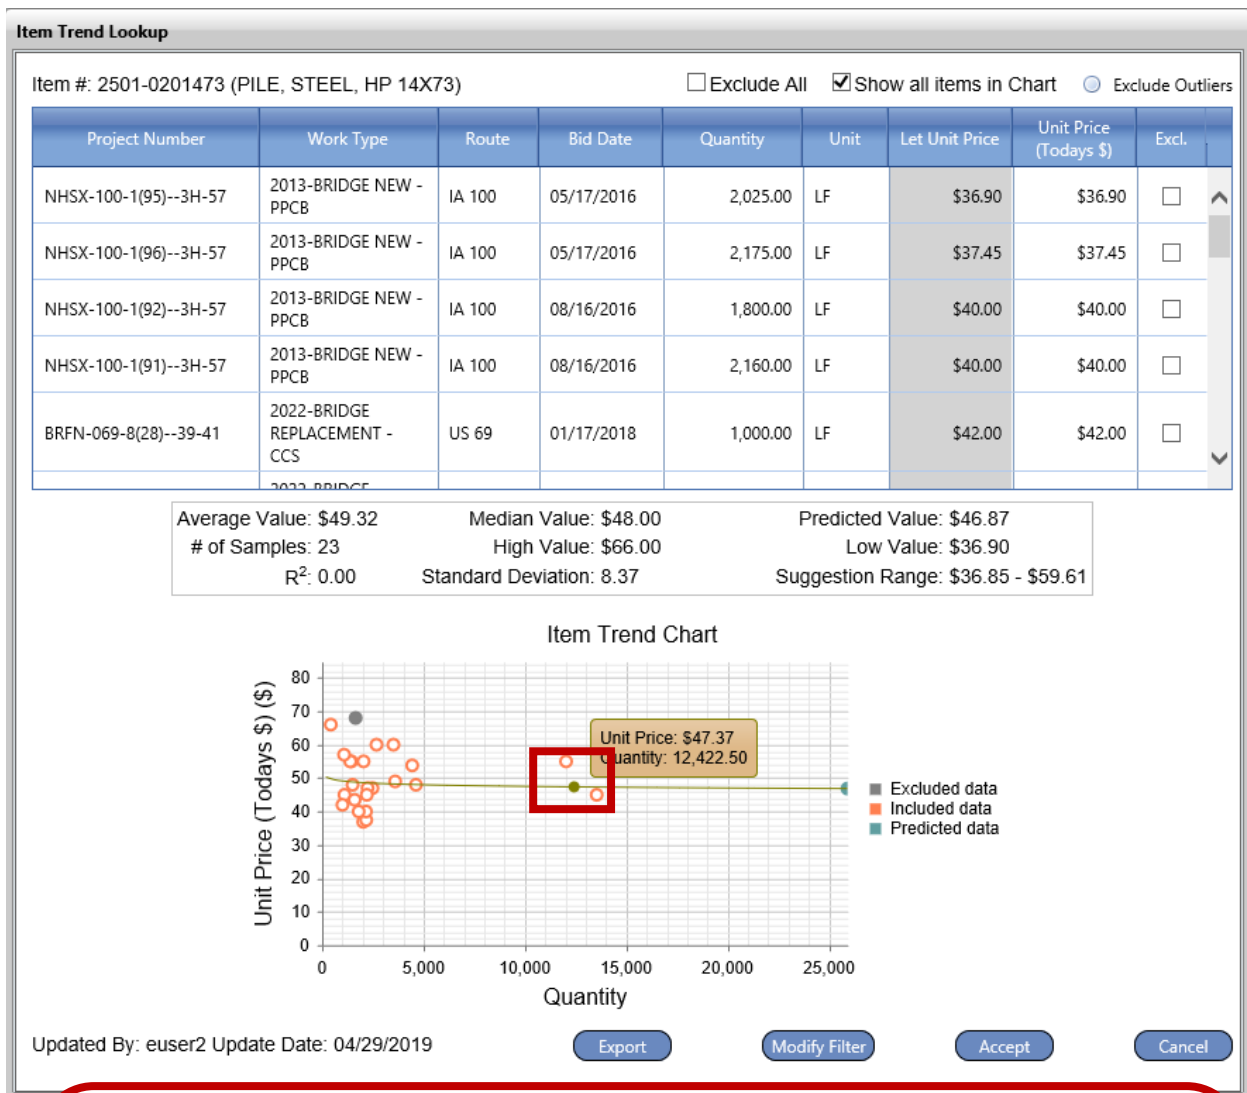 Item Trend Lookup
Item #: 2501-0201473 (PILE, STEEL, HP 14X73)
Exclude All
Show all items in Chart
Exclude Outliers
Project Number Work Type Route Bid Date Quantity Unit Let Unit Price Unit Price (Todays $) Excl.
NHSX-100-1(95)--3H-57 2013-BRIDGE NEW - PPCB IA 100 05/17/2016 2,025.00 LF $36.90 $36.90
NHSX-100-1(96)--3H-57 2013-BRIDGE NEW - PPCB IA 100 05/17/2016 2,175.00 LF $37.45 $37.45
NHSX-100-1(92)--3H-57 2013-BRIDGE NEW - PPCB IA 100 08/16/2016 1,800.00 LF $40.00 $40.00
NHSX-100-1(91)--3H-57 2013-BRIDGE NEW - PPCB IA 100 08/16/2016 2,160.00 LF $40.00 $40.00
BRFN-069-8(28)--39-41 2022-BRIDGE REPLACEMENT - CCS US 69 01/17/2018 1,000.00 LF $42.00 $42.00
Average Value: $49.32 Median Value: $48.00 Predicted Value: $46.87
# of Samples: 23 High Value: $66.00 Low Value: $36.90
R²: 0.00 Standard Deviation: 8.37 Suggestion Range: $36.85 - $59.61
Item Trend Chart
Unit Price (Todays $) ($)
80
70
60
50
40
30
20
10
0
Unit Price: $47.37
Quantity: 12,422.50
Excluded data
Included data
Predicted data
0 5,000 10,000 15,000 20,000 25,000
Quantity
Updated By: euser2 Update Date: 04/29/2019
Export
Modify Filter
Accept
Cancel